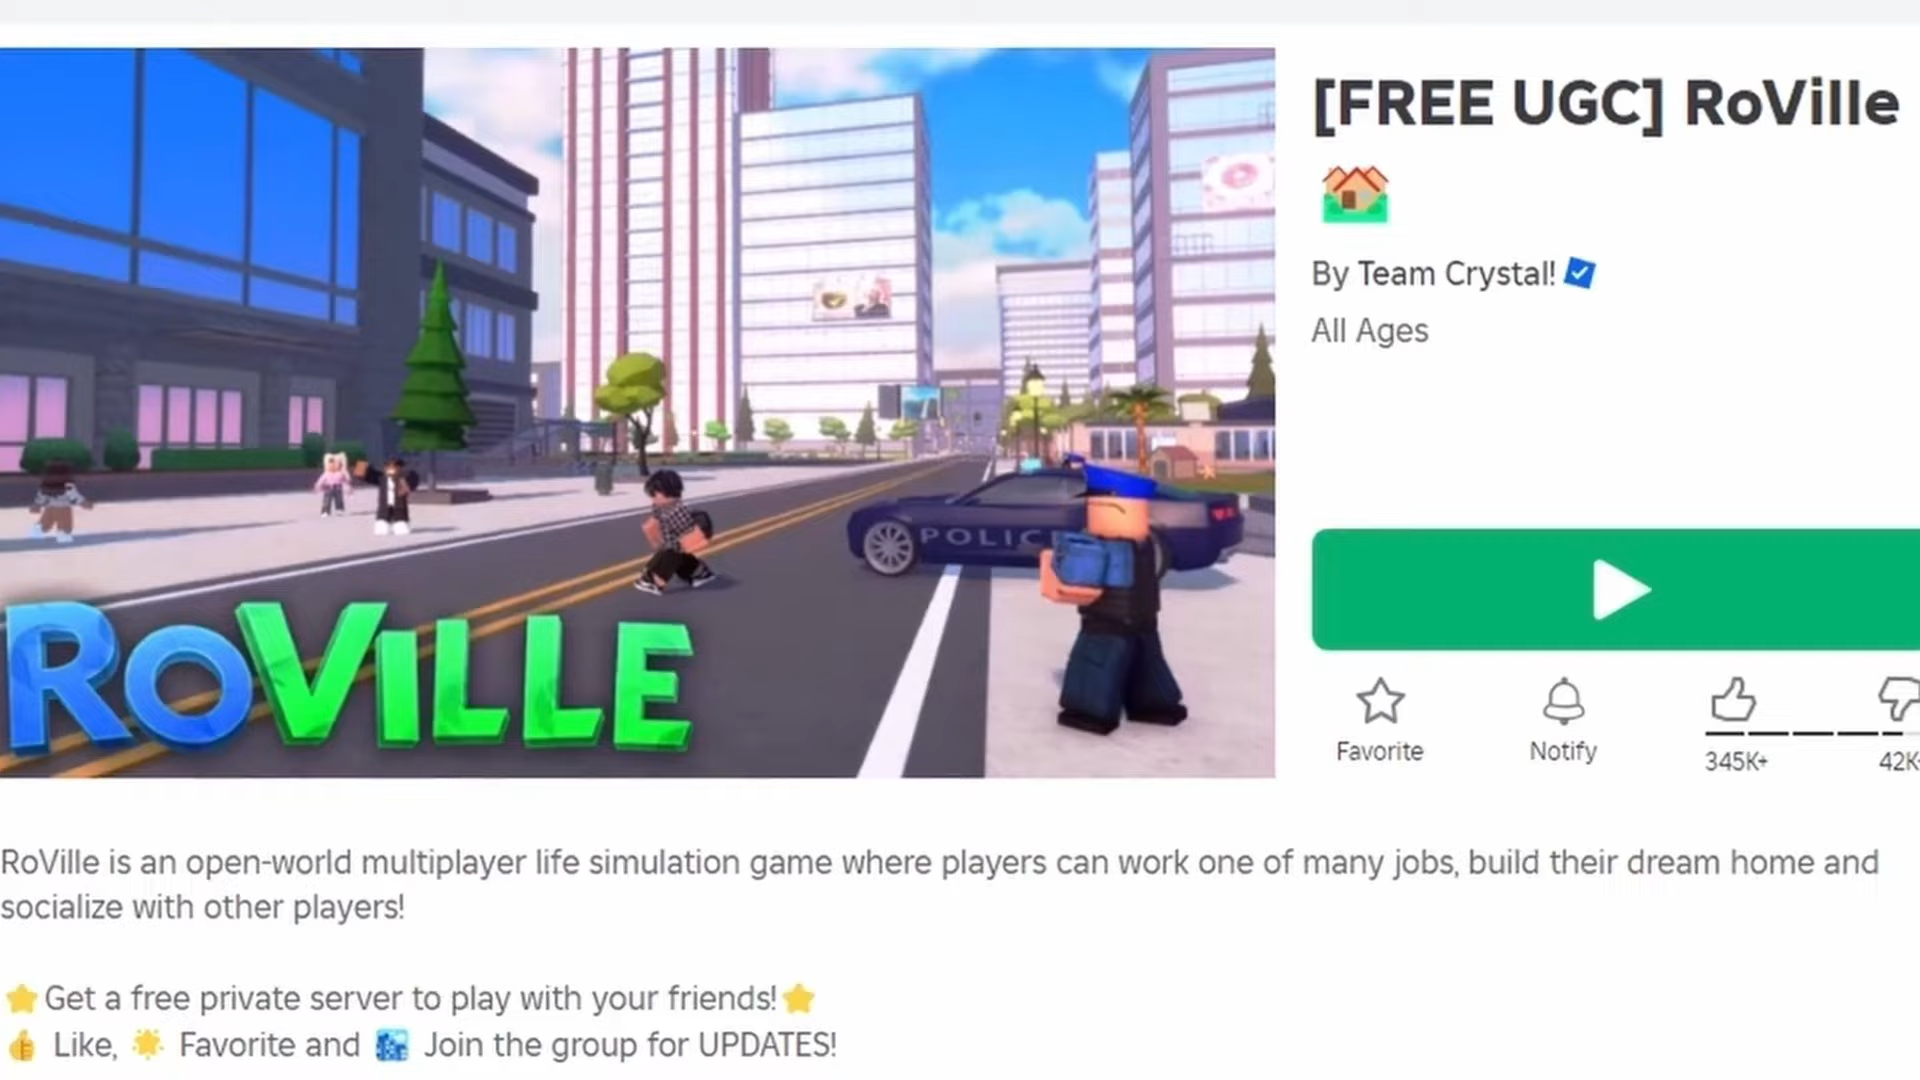 [FREE UGC] RoVille
By Team Crystal!
All Ages
POLICE
ROVILLE
Favorite
Notify
345K+
42K
RoVille is an open-world multiplayer life simulation game where players can work one of many jobs, build their dream home and
socialize with other players!
Get a free private server to play with your friends!
Like, Favorite and Join the group for UPDATES!